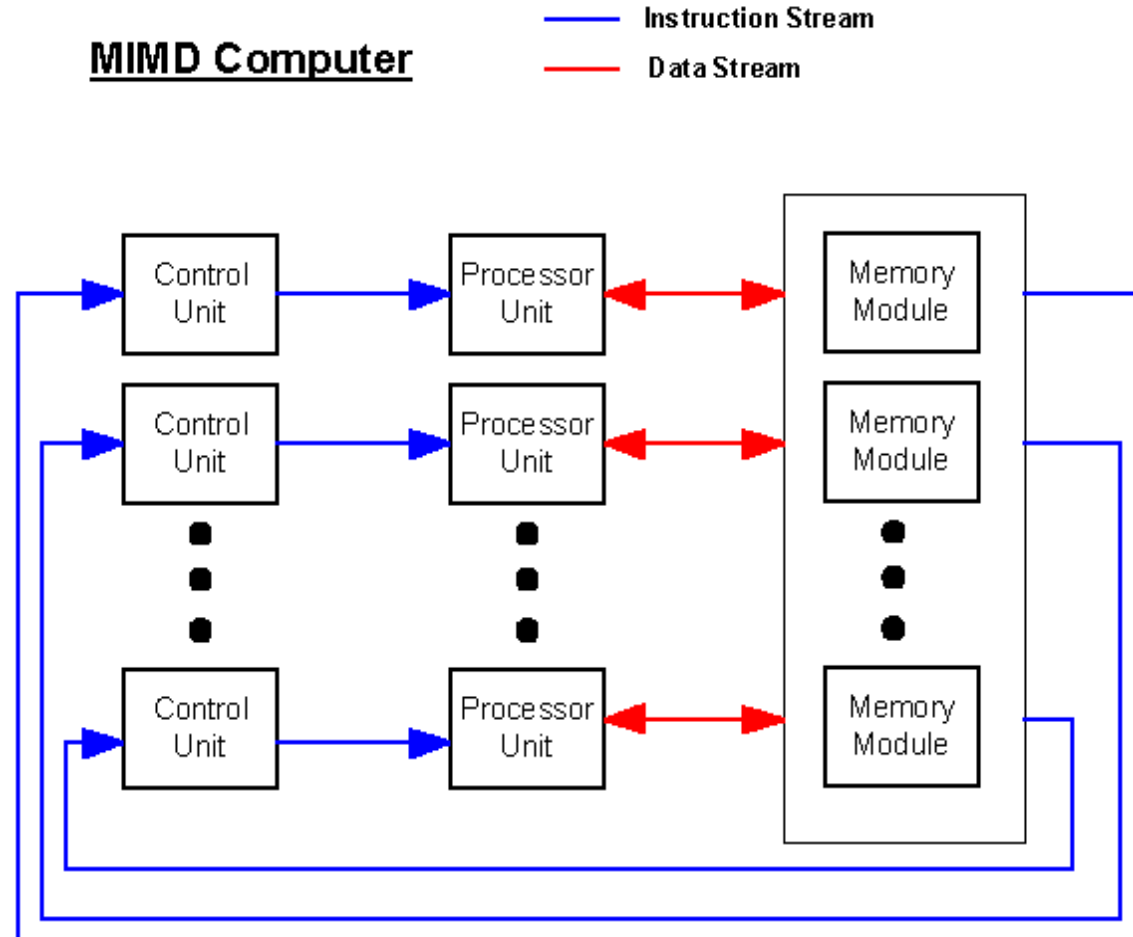 Instruction Stream
MIMD Computer
Data Stream
Control
Unit
Processor
Unit
Memory
Module
Control
Unit
Processor
Unit
Memory
Module
Control
Unit
Processor
Unit
Memory
Module